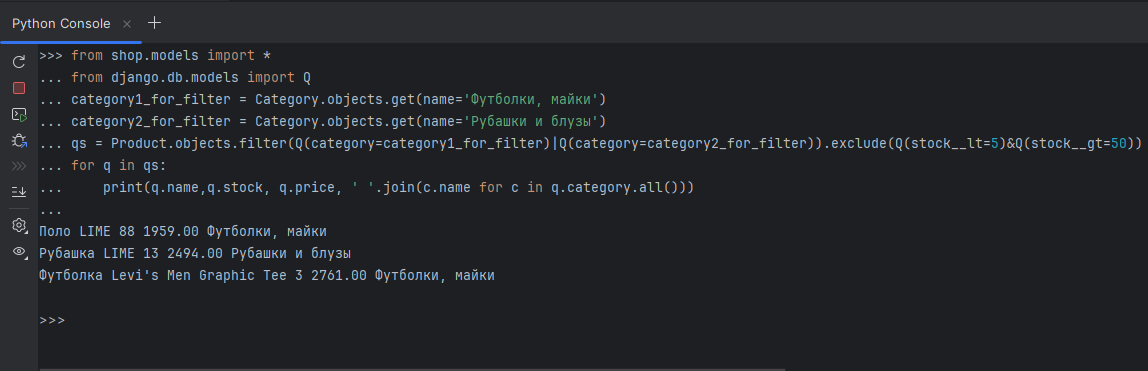 Python Console × +
>>> from shop.models import *
... from django.db.models import Q
... category1_for_filter = Category.objects.get(name='Футболки, майки')
... category2_for_filter = Category.objects.get(name='Рубашки и блузы')
... qs = Product.objects.filter(Q(category=category1_for_filter)|Q(category=category2_for_filter)).exclude(Q(stock__lt=5)&Q(stock__gt=50))
... for q in qs:
...     print(q.name,q.stock, q.price, ' '.join(c.name for c in q.category.all()))
...
Поло LIME 88 1959.00 Футболки, майки
Рубашка LIME 13 2494.00 Рубашки и блузы
Футболка Levi's Men Graphic Tee 3 2761.00 Футболки, майки
>>>